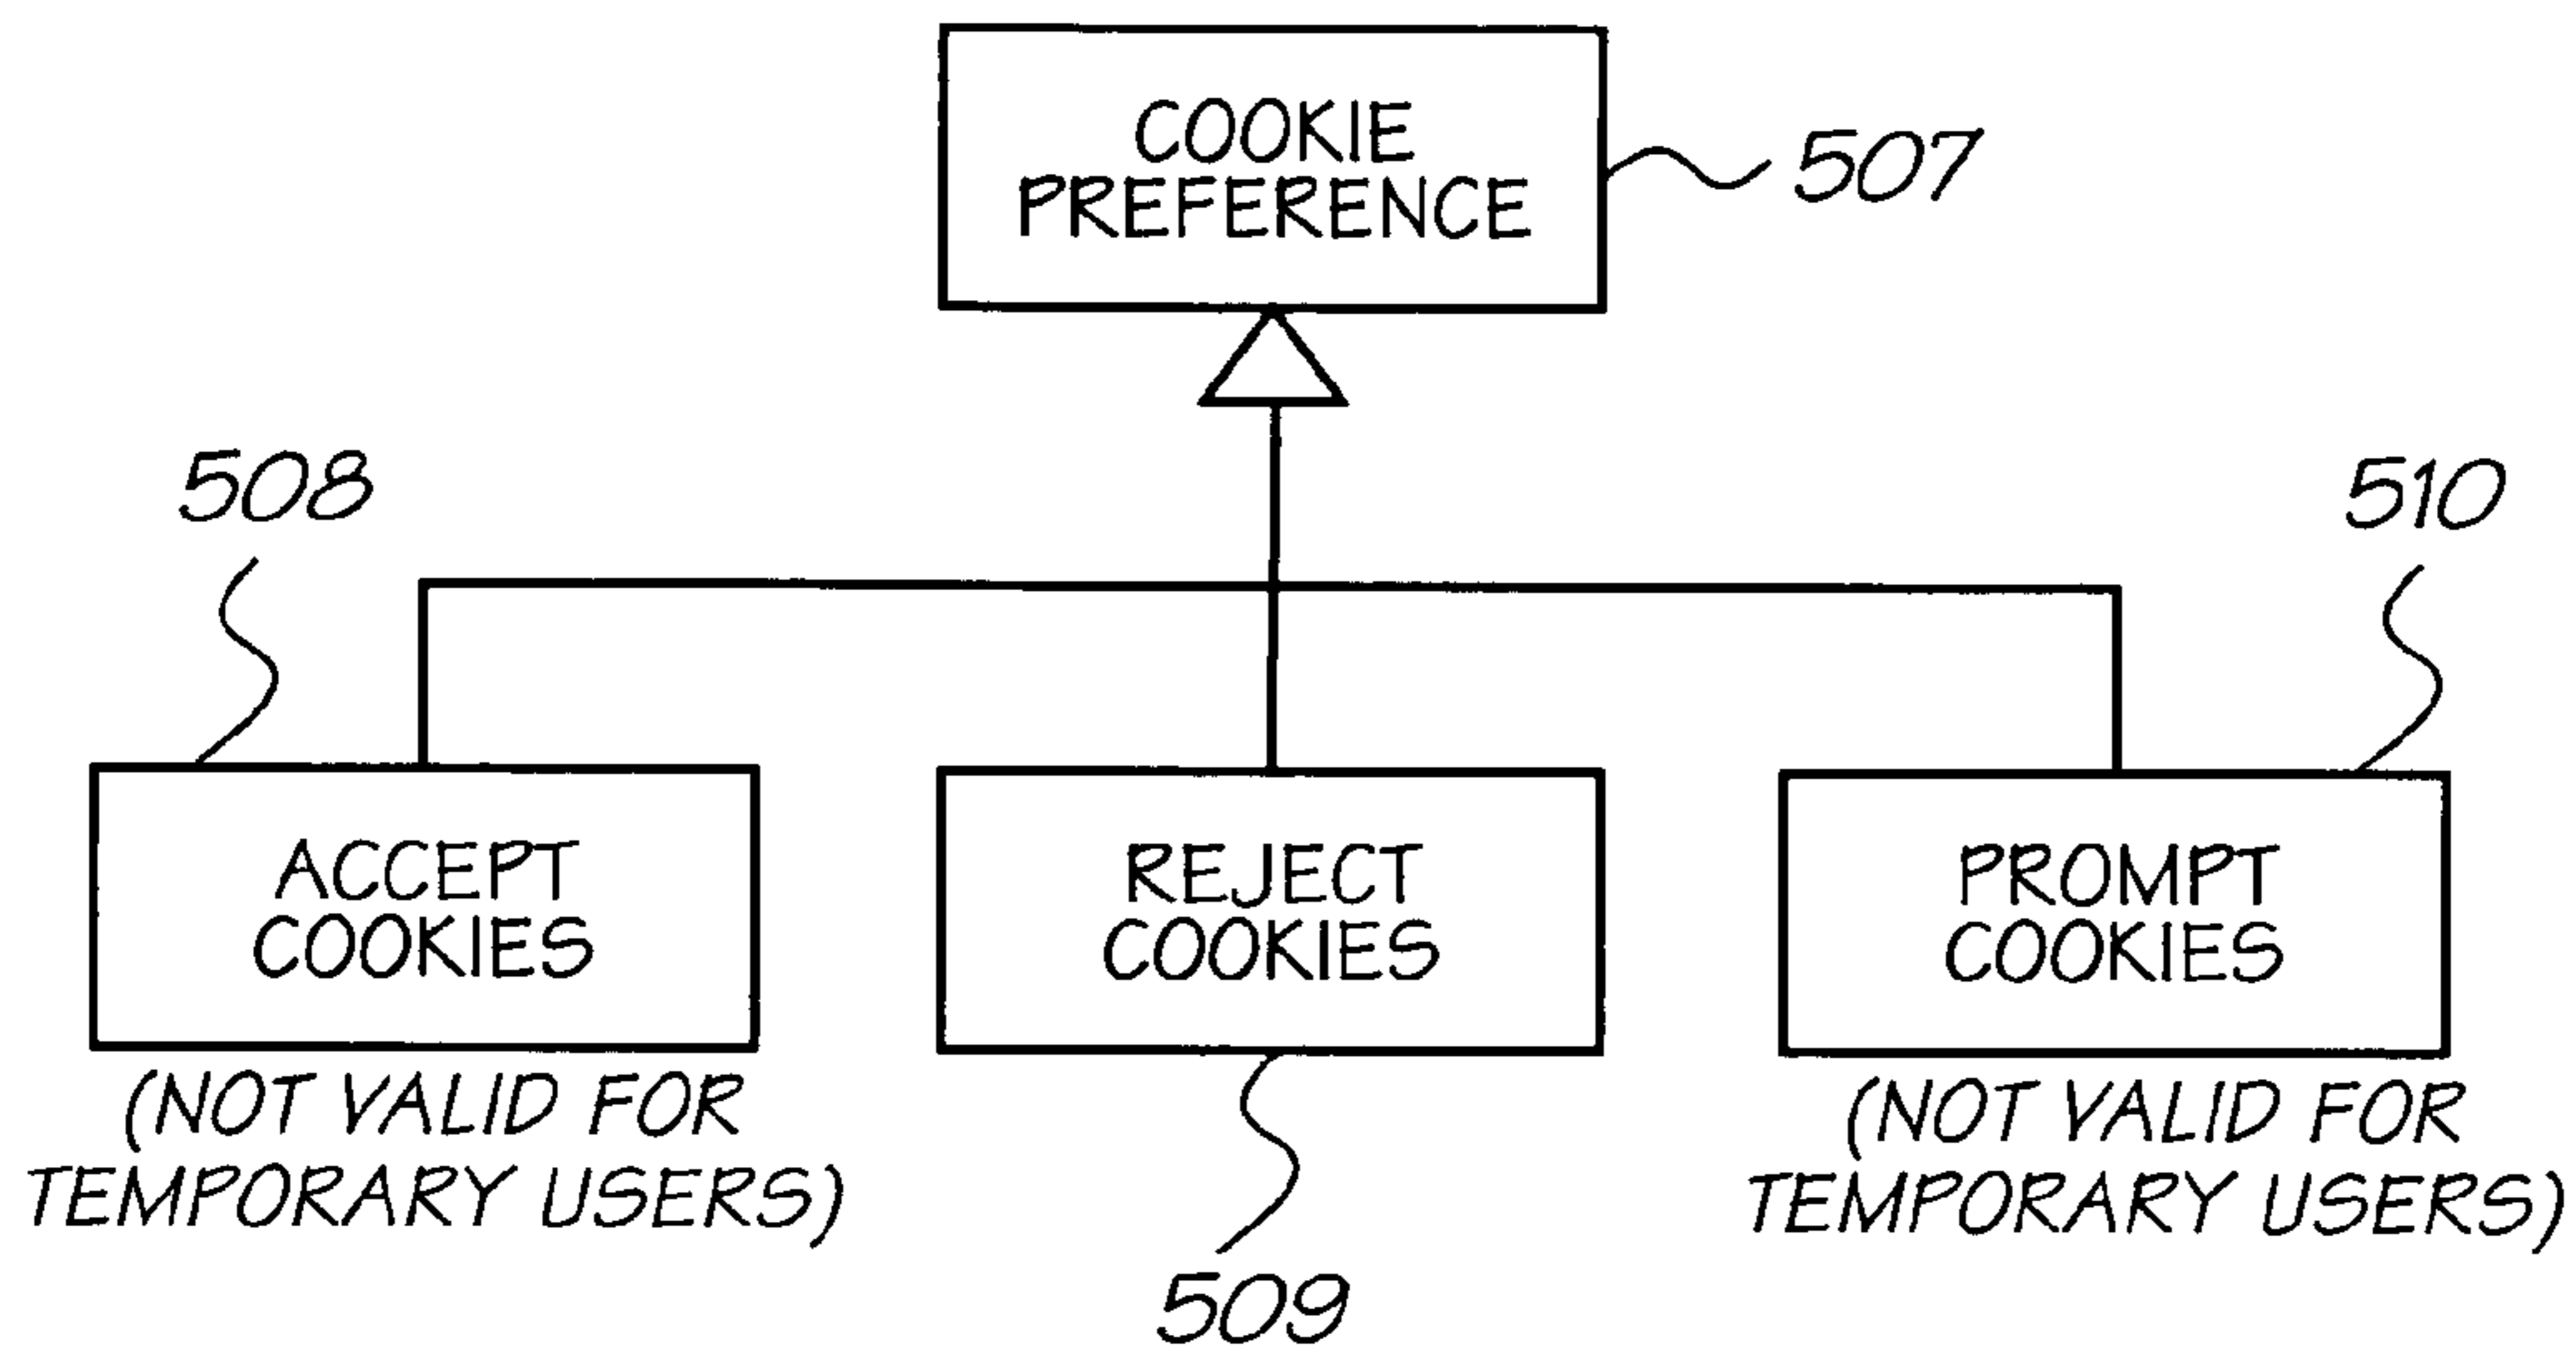 COOKIE
PREFERENCE
507
508
510
ACCEPT
COOKIES
REJECT
COOKIES
PROMPT
COOKIES
(NOT VALID FOR
TEMPORARY USERS)
(NOT VALID FOR
TEMPORARY USERS)
509